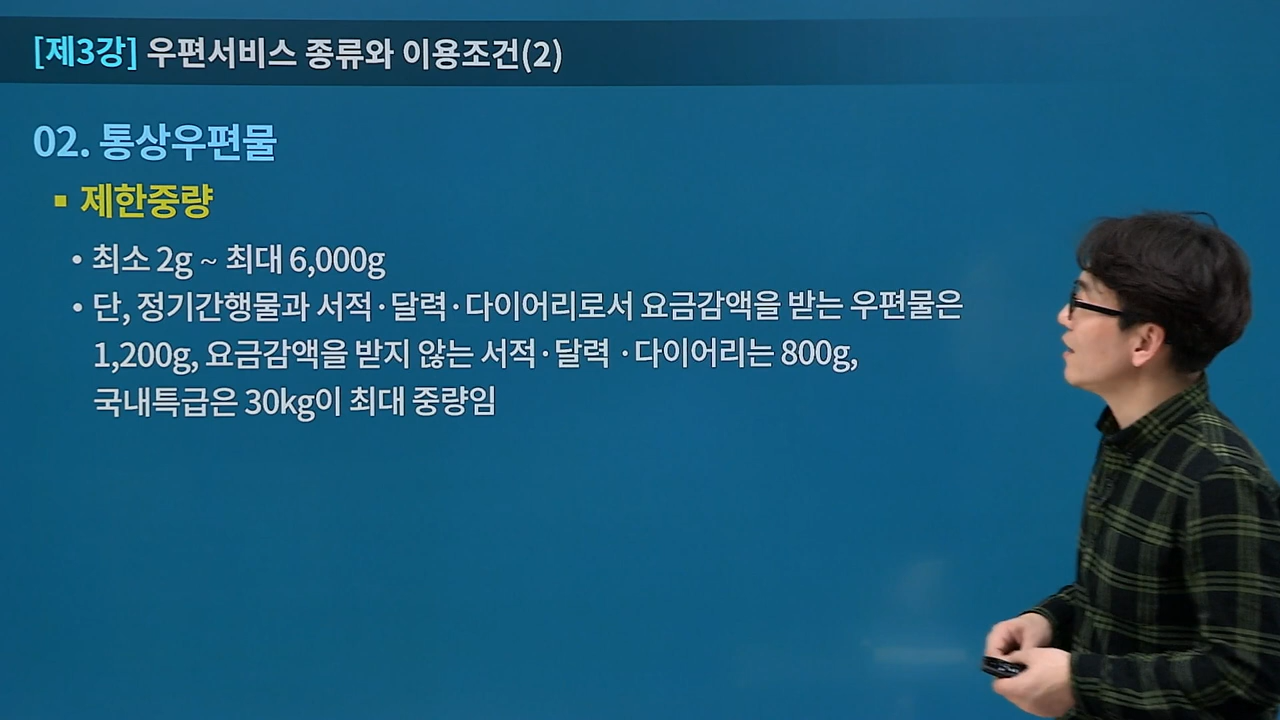 [제3강] 우편서비스 종류와 이용조건(2)
02. 통상우편물
▪ 제한중량
• 최소 2g ~ 최대 6,000g
• 단, 정기간행물과 서적·달력·다이어리로서 요금감액을 받는 우편물은
1,200g, 요금감액을 받지 않는 서적·달력 ·다이어리는 800g,
국내특급은 30kg이 최대 중량임